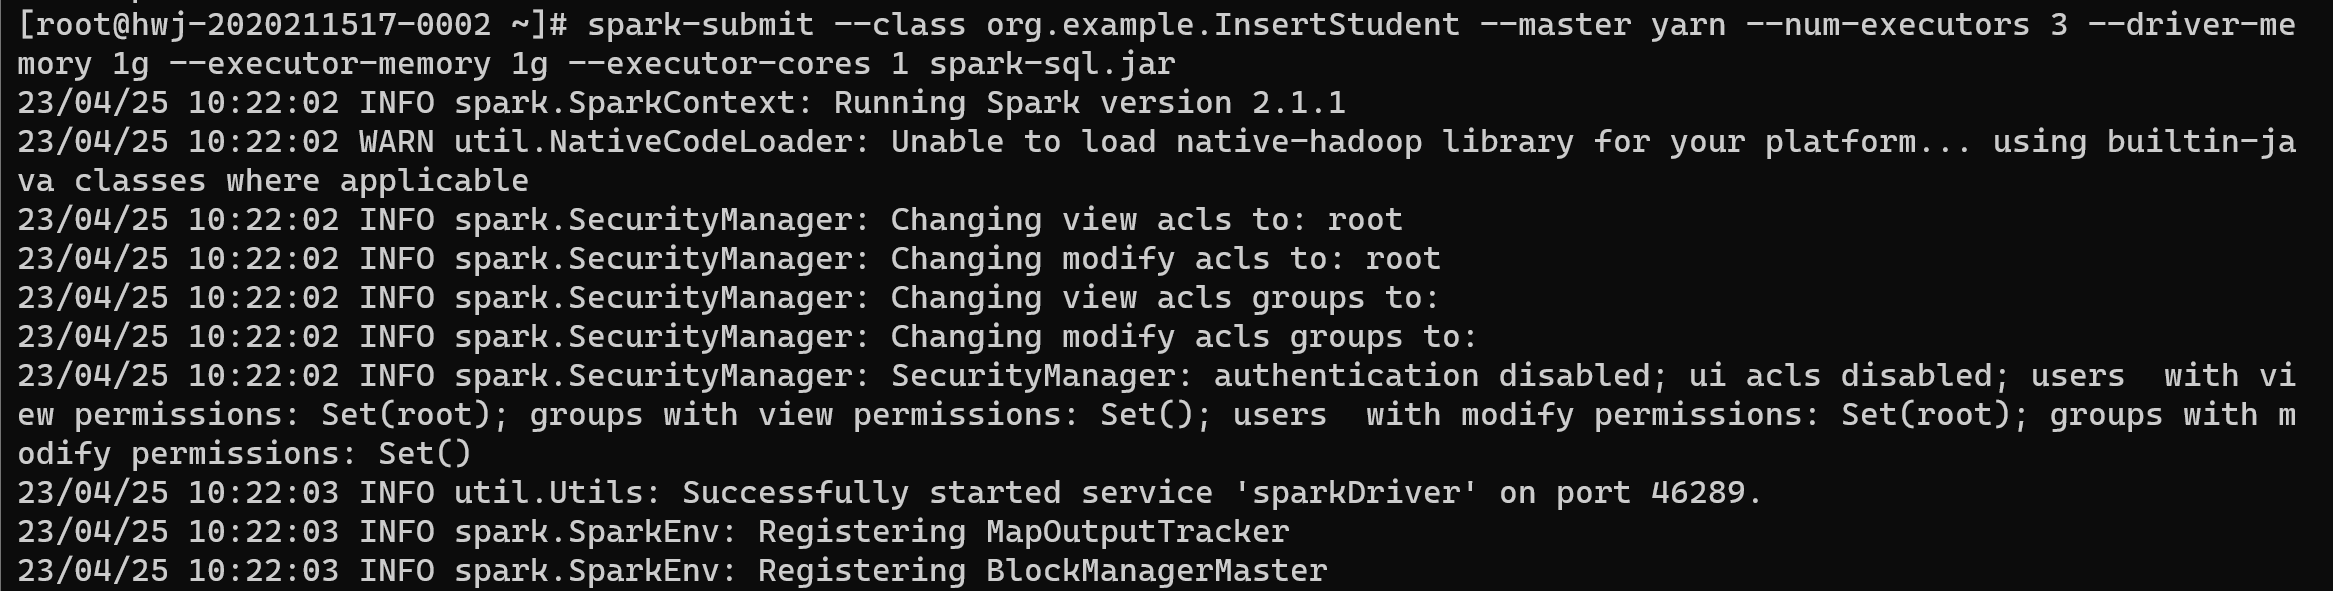 [root@hwj-2020211517-0002 ~]# spark-submit --class org.example.InsertStudent --master yarn --num-executors 3 --driver-me
mory 1g --executor-memory 1g --executor-cores 1 spark-sql.jar
23/04/25 10:22:02 INFO spark.SparkContext: Running Spark version 2.1.1
23/04/25 10:22:02 WARN util.NativeCodeLoader: Unable to load native-hadoop library for your platform... using builtin-ja
va classes where applicable
23/04/25 10:22:02 INFO spark.SecurityManager: Changing view acls to: root
23/04/25 10:22:02 INFO spark.SecurityManager: Changing modify acls to: root
23/04/25 10:22:02 INFO spark.SecurityManager: Changing view acls groups to:
23/04/25 10:22:02 INFO spark.SecurityManager: Changing modify acls groups to:
23/04/25 10:22:02 INFO spark.SecurityManager: SecurityManager: authentication disabled; ui acls disabled; users  with vi
ew permissions: Set(root); groups with view permissions: Set(); users  with modify permissions: Set(root); groups with m
odify permissions: Set()
23/04/25 10:22:03 INFO util.Utils: Successfully started service 'sparkDriver' on port 46289.
23/04/25 10:22:03 INFO spark.SparkEnv: Registering MapOutputTracker
23/04/25 10:22:03 INFO spark.SparkEnv: Registering BlockManagerMaster